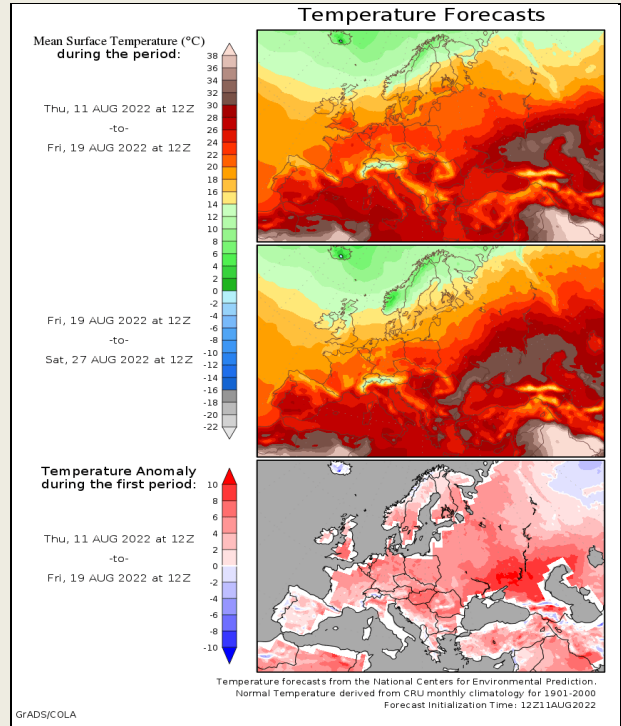 Temperature Forecasts
Mean Surface Temperature (°C)
during the period:
Thu, 11 AUG 2022 at 12Z
-to-
Fri, 19 AUG 2022 at 12Z
38
36
34
32
30
28
26
24
22
20
18
16
14
12
10
8
6
4
2
0
-2
-4
-6
-8
-10
-12
-14
-16
-18
-20
-22
Fri, 19 AUG 2022 at 12Z
-to-
Sat, 27 AUG 2022 at 12Z
Temperature Anomaly
during the first period:
Thu, 11 AUG 2022 at 12Z
-to-
Fri, 19 AUG 2022 at 12Z
10
8
6
4
2
0
-2
-4
-6
-8
-10
Temperature forecasts from the National Centers for Environmental Prediction.
Normal Temperature derived from CRU monthly climatology for 1901-2000
Forecast Initialization Time: 12Z11AUG2022
GrADS/COLA